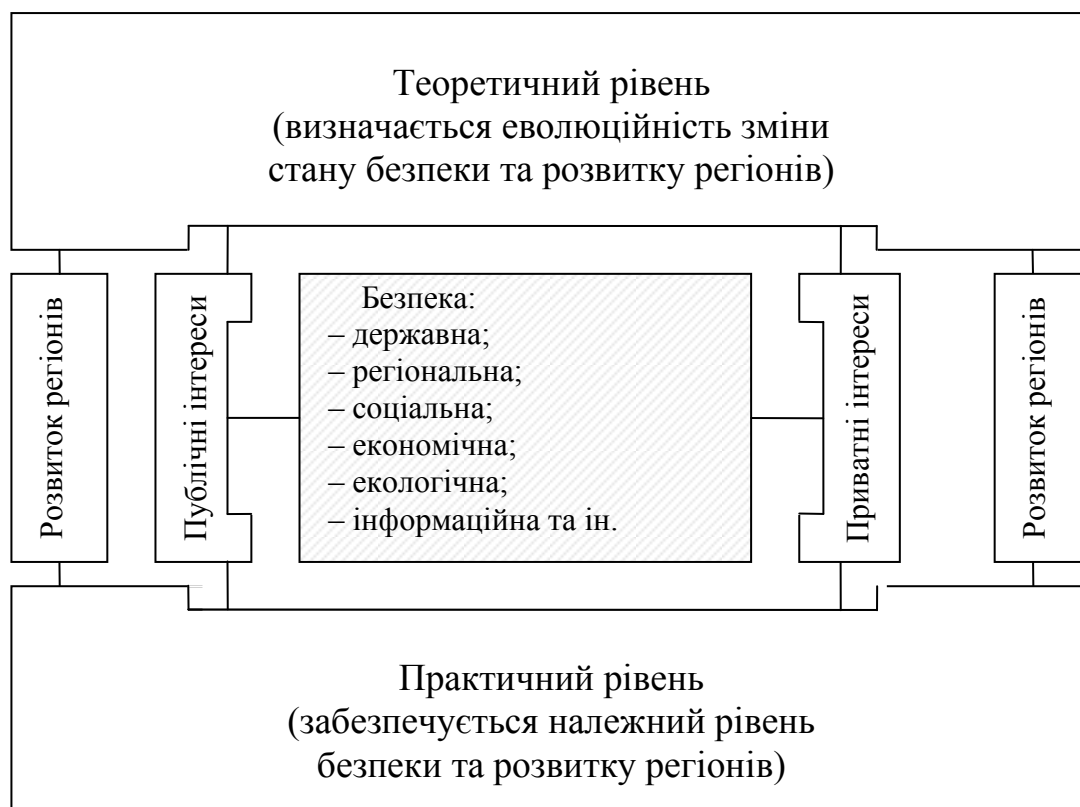 Теоретичний рівень
(визначається еволюційність зміни
стану безпеки та розвитку регіонів)
Розвиток регіонів
Публічні інтереси
Безпека:
– державна;
– регіональна;
– соціальна;
– економічна;
– екологічна;
– інформаційна та ін.
Приватні інтереси
Розвиток регіонів
Практичний рівень
(забезпечується належний рівень
безпеки та розвитку регіонів)